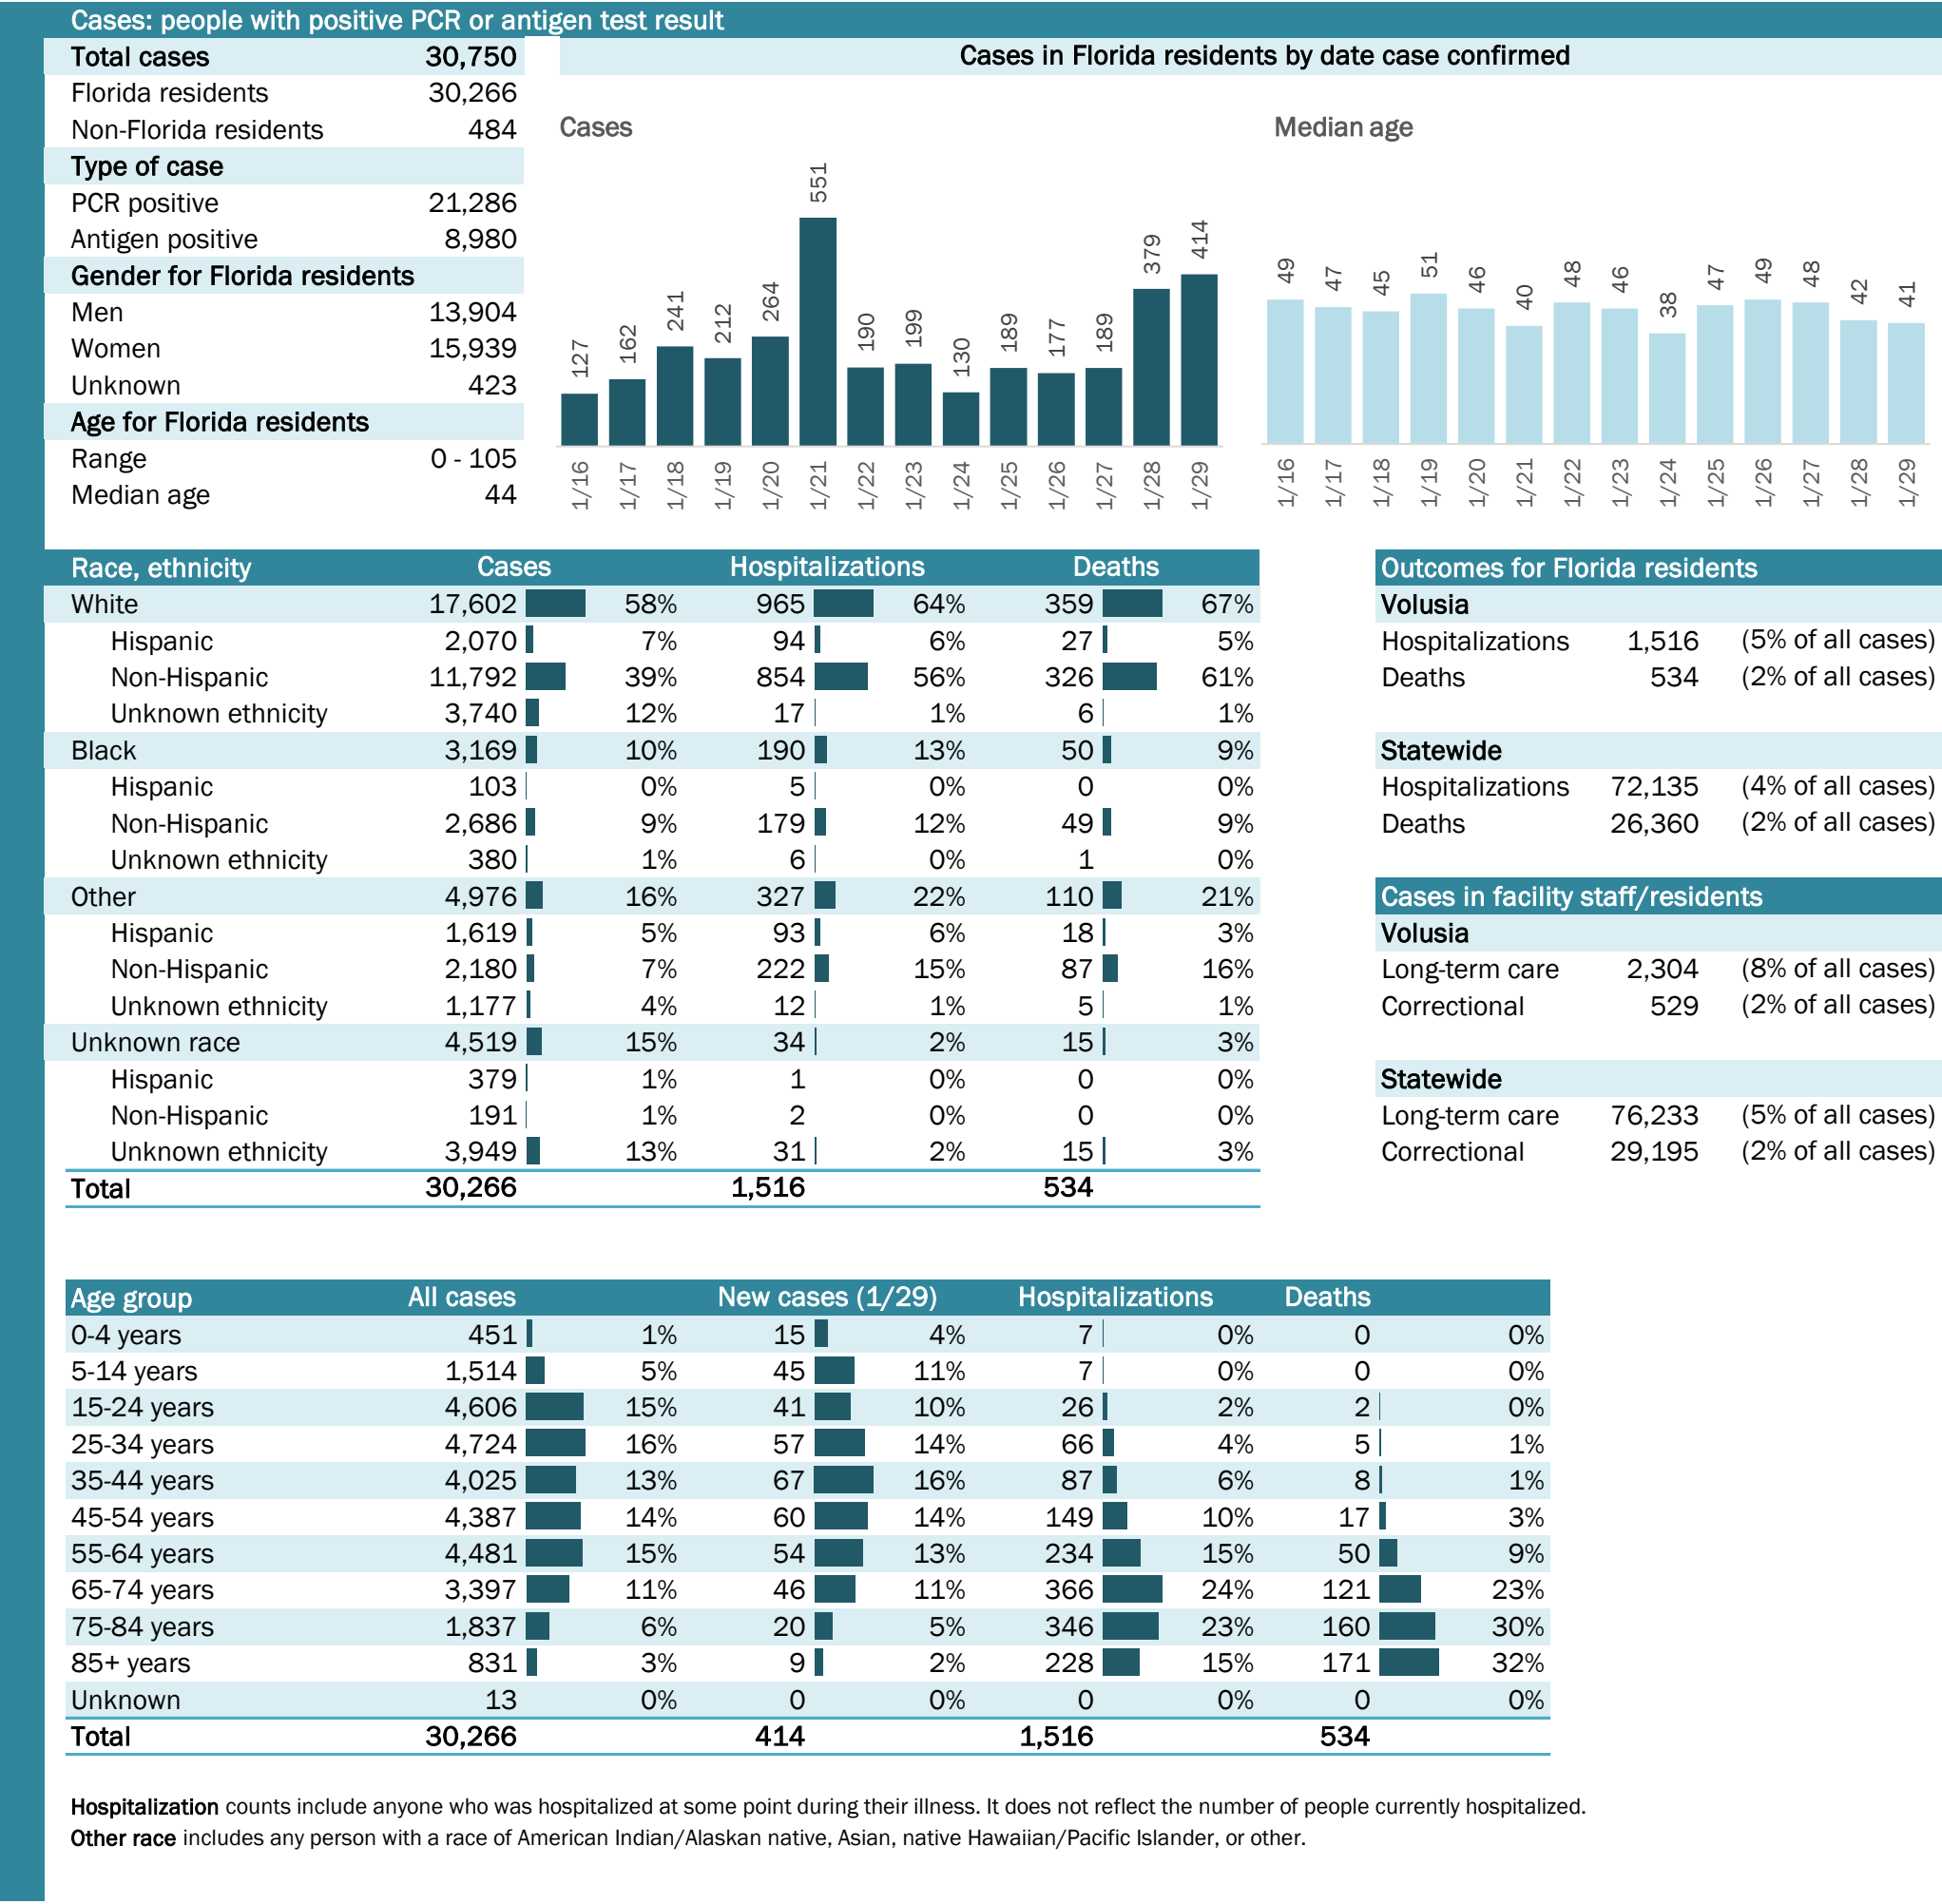 Cases: people with positive PCR or antigen test result
Total cases 30,750
Florida residents 30,266
Non-Florida residents 484
Type of case
PCR positive 21,286
Antigen positive 8,980
Gender for Florida residents
Men 13,904
Women 15,939
Unknown 423
Age for Florida residents
Range 0 - 105
Median age 44
Cases in Florida residents by date case confirmed
Cases
127 162 241 212 264 551 190 199 130 189 177 189 379 414
1/16 1/17 1/18 1/19 1/20 1/21 1/22 1/23 1/24 1/25 1/26 1/27 1/28 1/29
Median age
49 47 45 51 46 40 48 46 38 47 49 48 42 41
1/16 1/17 1/18 1/19 1/20 1/21 1/22 1/23 1/24 1/25 1/26 1/27 1/28 1/29
Race, ethnicity Cases Hospitalizations Deaths
White 17,602 58% 965 64% 359 67%
Hispanic 2,070 7% 94 6% 27 5%
Non-Hispanic 11,792 39% 854 56% 326 61%
Unknown ethnicity 3,740 12% 17 1% 6 1%
Black 3,169 10% 190 13% 50 9%
Hispanic 103 0% 5 0% 0 0%
Non-Hispanic 2,686 9% 179 12% 49 9%
Unknown ethnicity 380 1% 6 0% 1 0%
Other 4,976 16% 327 22% 110 21%
Hispanic 1,619 5% 93 6% 18 3%
Non-Hispanic 2,180 7% 222 15% 87 16%
Unknown ethnicity 1,177 4% 12 1% 5 1%
Unknown race 4,519 15% 34 2% 15 3%
Hispanic 379 1% 1 0% 0 0%
Non-Hispanic 191 1% 2 0% 0 0%
Unknown ethnicity 3,949 13% 31 2% 15 3%
Total 30,266 1,516 534
Outcomes for Florida residents
Volusia
Hospitalizations 1,516 (5% of all cases)
Deaths 534 (2% of all cases)
Statewide
Hospitalizations 72,135 (4% of all cases)
Deaths 26,360 (2% of all cases)
Cases in facility staff/residents
Volusia
Long-term care 2,304 (8% of all cases)
Correctional 529 (2% of all cases)
Statewide
Long-term care 76,233 (5% of all cases)
Correctional 29,195 (2% of all cases)
Age group All cases New cases (1/29) Hospitalizations Deaths
0-4 years 451 1% 15 4% 7 0% 0 0%
5-14 years 1,514 5% 45 11% 7 0% 0 0%
15-24 years 4,606 15% 41 10% 26 2% 2 0%
25-34 years 4,724 16% 57 14% 66 4% 5 1%
35-44 years 4,025 13% 67 16% 87 6% 8 1%
45-54 years 4,387 14% 60 14% 149 10% 17 3%
55-64 years 4,481 15% 54 13% 234 15% 50 9%
65-74 years 3,397 11% 46 11% 366 24% 121 23%
75-84 years 1,837 6% 20 5% 346 23% 160 30%
85+ years 831 3% 9 2% 228 15% 171 32%
Unknown 13 0% 0 0% 0 0% 0 0%
Total 30,266 414 1,516 534
Hospitalization counts include anyone who was hospitalized at some point during their illness. It does not reflect the number of people currently hospitalized.
Other race includes any person with a race of American Indian/Alaskan native, Asian, native Hawaiian/Pacific Islander, or other.